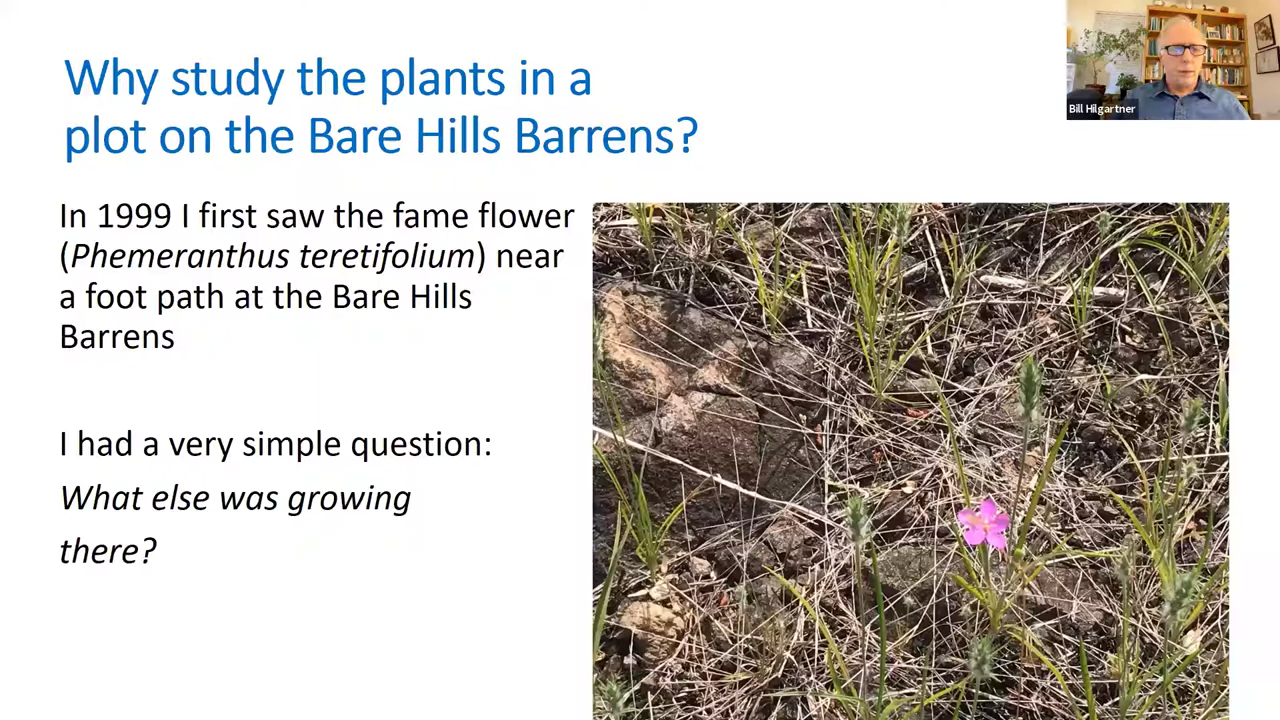 Why study the plants in a
plot on the Bare Hills Barrens?
Bill Hilgartner
In 1999 I first saw the fame flower
(Phemeranthus teretifolium) near
a foot path at the Bare Hills
Barrens
I had a very simple question:
What else was growing
there?